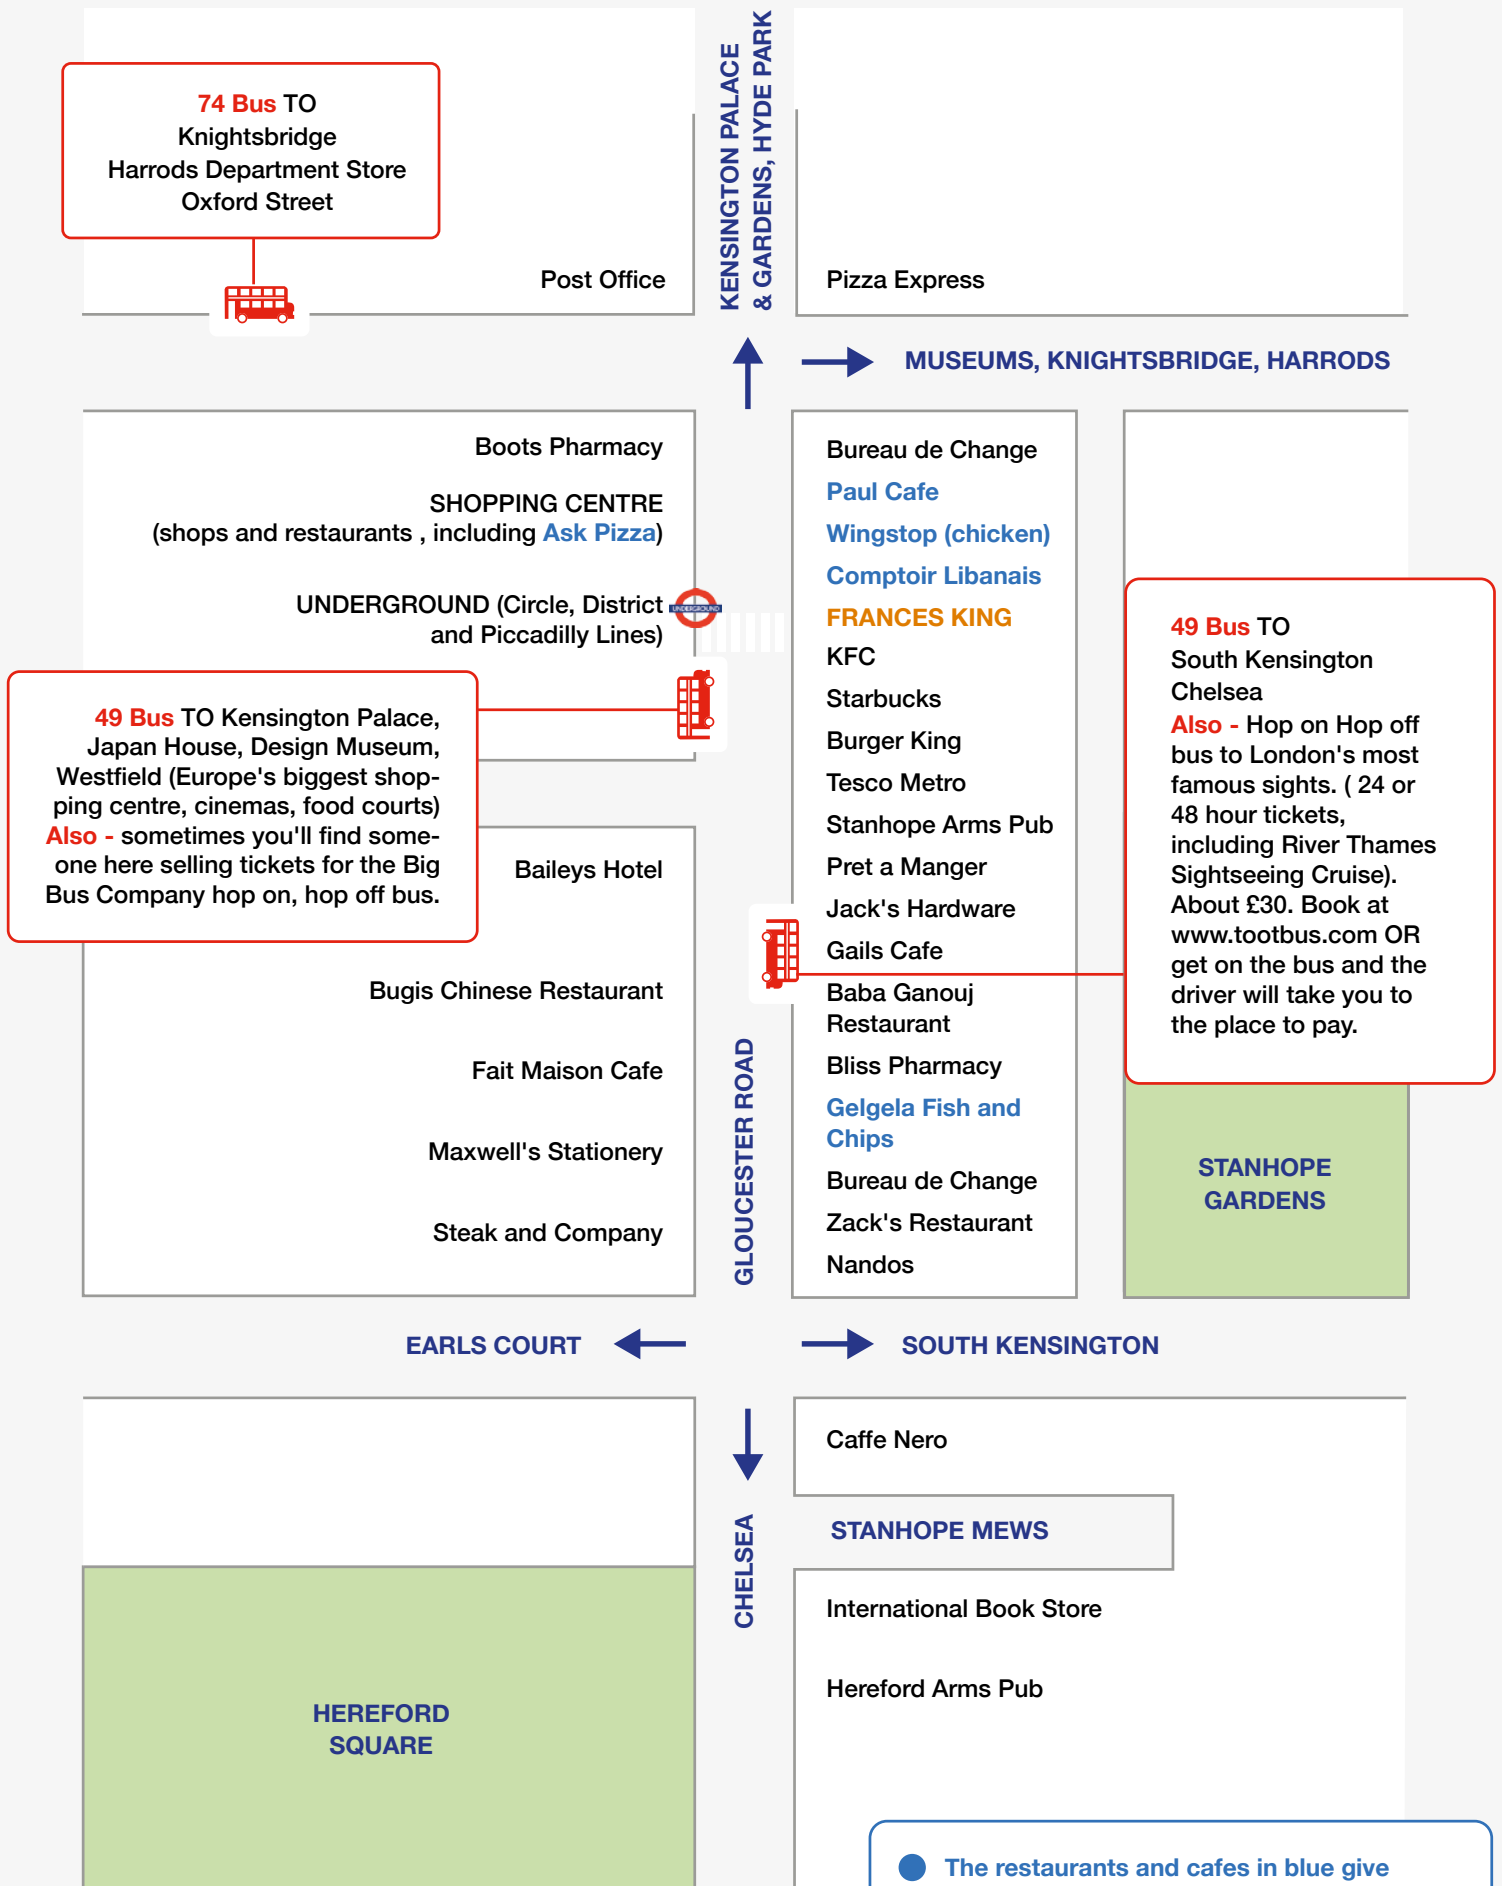 KENSINGTON PALACE
& GARDENS, HYDE PARK
74 Bus TO
Knightsbridge
Harrods Department Store
Oxford Street
Post Office
Pizza Express
MUSEUMS, KNIGHTSBRIDGE, HARRODS
Boots Pharmacy
SHOPPING CENTRE
(shops and restaurants , including Ask Pizza)
UNDERGROUND (Circle, District
and Piccadilly Lines)
UNDERGROUND
49 Bus TO Kensington Palace,
Japan House, Design Museum,
Westfield (Europe's biggest shop-
ping centre, cinemas, food courts)
Also - sometimes you'll find some-
one here selling tickets for the Big
Bus Company hop on, hop off bus.
Baileys Hotel
Bugis Chinese Restaurant
Fait Maison Cafe
Maxwell's Stationery
Steak and Company
GLOUCESTER ROAD
Bureau de Change
Paul Cafe
Wingstop (chicken)
Comptoir Libanais
FRANCES KING
KFC
Starbucks
Burger King
Tesco Metro
Stanhope Arms Pub
Pret a Manger
Jack's Hardware
Gails Cafe
Baba Ganouj
Restaurant
Bliss Pharmacy
Gelgela Fish and
Chips
Bureau de Change
Zack's Restaurant
Nandos
49 Bus TO
South Kensington
Chelsea
Also - Hop on Hop off
bus to London's most
famous sights. ( 24 or
48 hour tickets,
including River Thames
Sightseeing Cruise).
About £30. Book at
www.tootbus.com OR
get on the bus and the
driver will take you to
the place to pay.
STANHOPE
GARDENS
EARLS COURT
SOUTH KENSINGTON
CHELSEA
Caffe Nero
STANHOPE MEWS
International Book Store
Hereford Arms Pub
HEREFORD
SQUARE
The restaurants and cafes in blue give